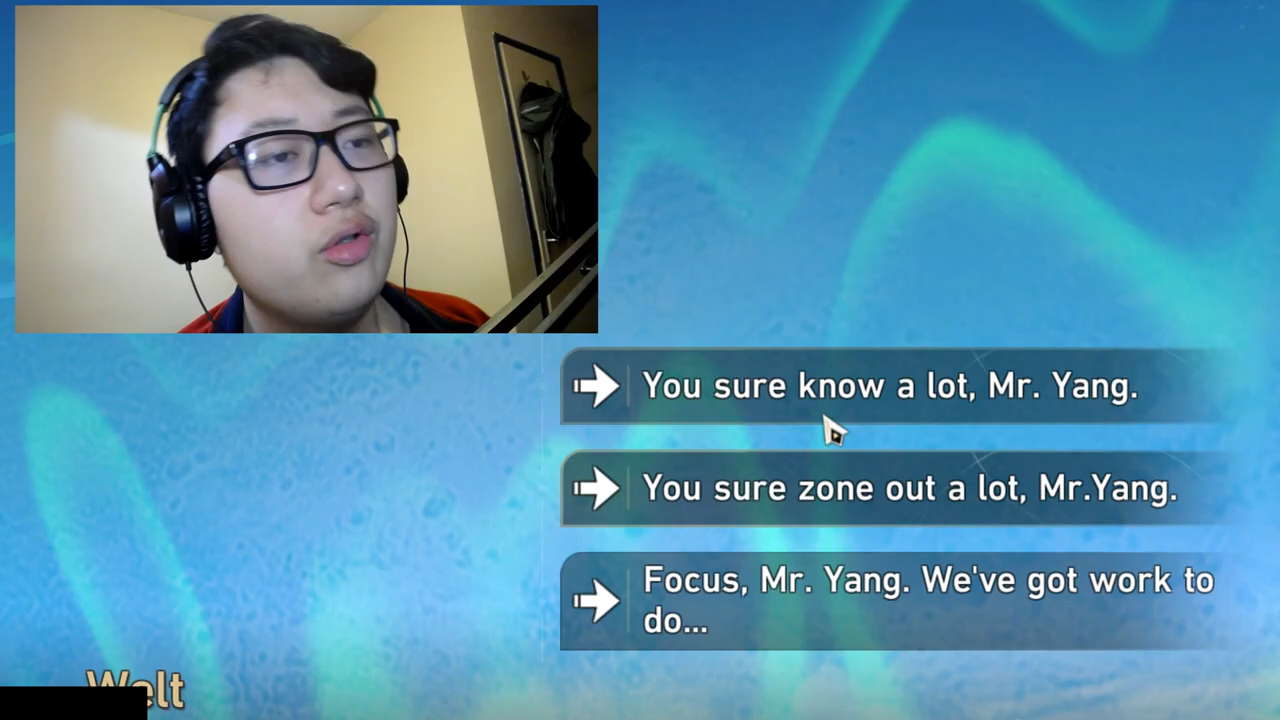 You sure know a lot, Mr. Yang.
You sure zone out a lot, Mr.Yang.
Focus, Mr. Yang. We've got work to
do...
Welt